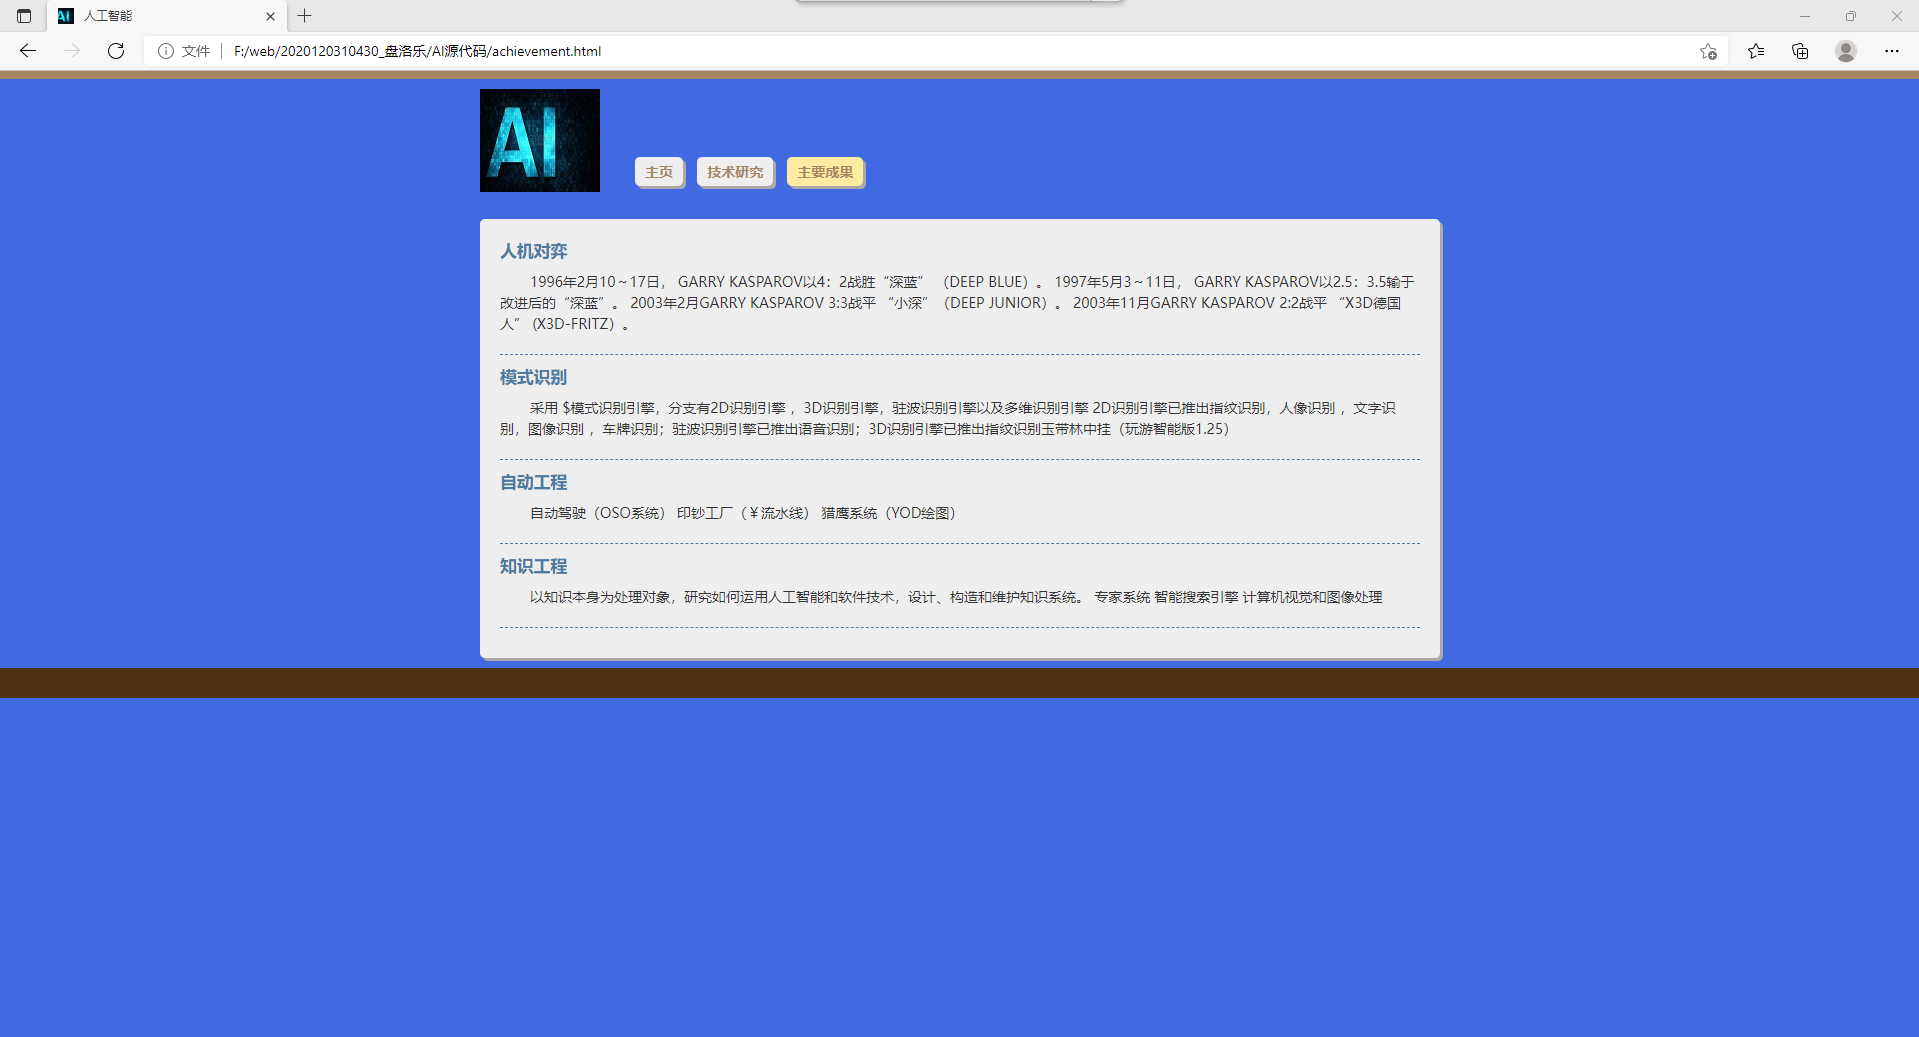 人工智能
文件 F:/web/2020120310430_盘洛乐/AI源代码/achievement.html
AI
主页 技术研究 主要成果
人机对弈
1996年2月10～17日， GARRY KASPAROV以4：2战胜“深蓝” （DEEP BLUE）。 1997年5月3～11日， GARRY KASPAROV以2.5：3.5输于
改进后的“深蓝”。 2003年2月GARRY KASPAROV 3:3战平 “小深”（DEEP JUNIOR）。 2003年11月GARRY KASPAROV 2:2战平 “X3D德国
人” (X3D-FRITZ）。
模式识别
采用 $模式识别引擎，分支有2D识别引擎 ，3D识别引擎，驻波识别引擎以及多维识别引擎 2D识别引擎已推出指纹识别，人像识别 ，文字识
别，图像识别 ，车牌识别；驻波识别引擎已推出语音识别；3D识别引擎已推出指纹识别玉带林中挂（玩游智能版1.25）
自动工程
自动驾驶（OSO系统） 印钞工厂（￥流水线） 猎鹰系统（YOD绘图）
知识工程
以知识本身为处理对象，研究如何运用人工智能和软件技术，设计、构造和维护知识系统。 专家系统 智能搜索引擎 计算机视觉和图像处理